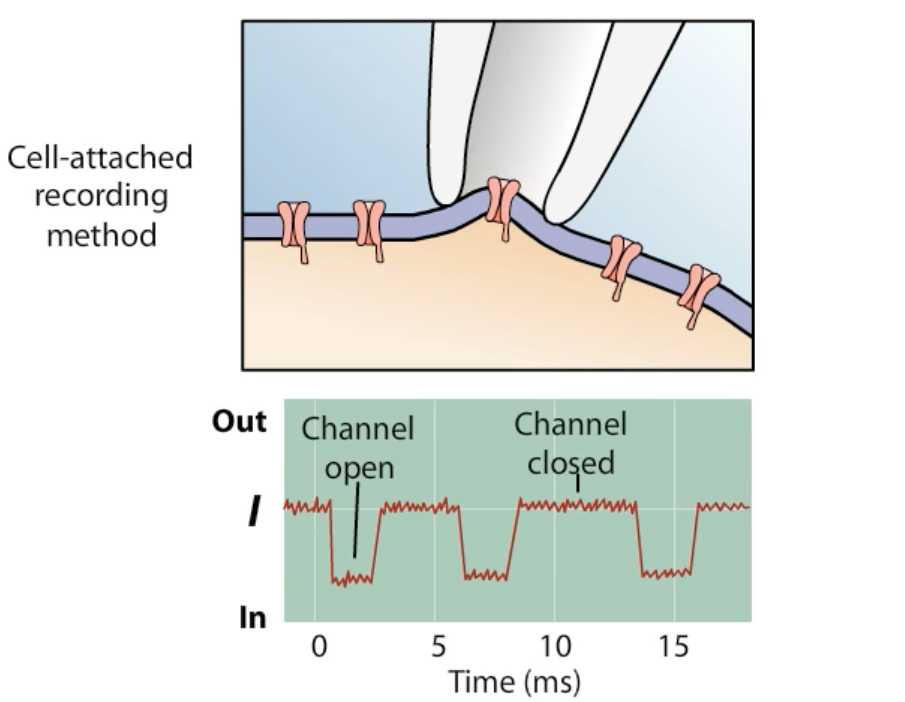 Cell-attached
recording
method
Out
Channel
open
Channel
closed
I
In
0 5 10 15
Time (ms)